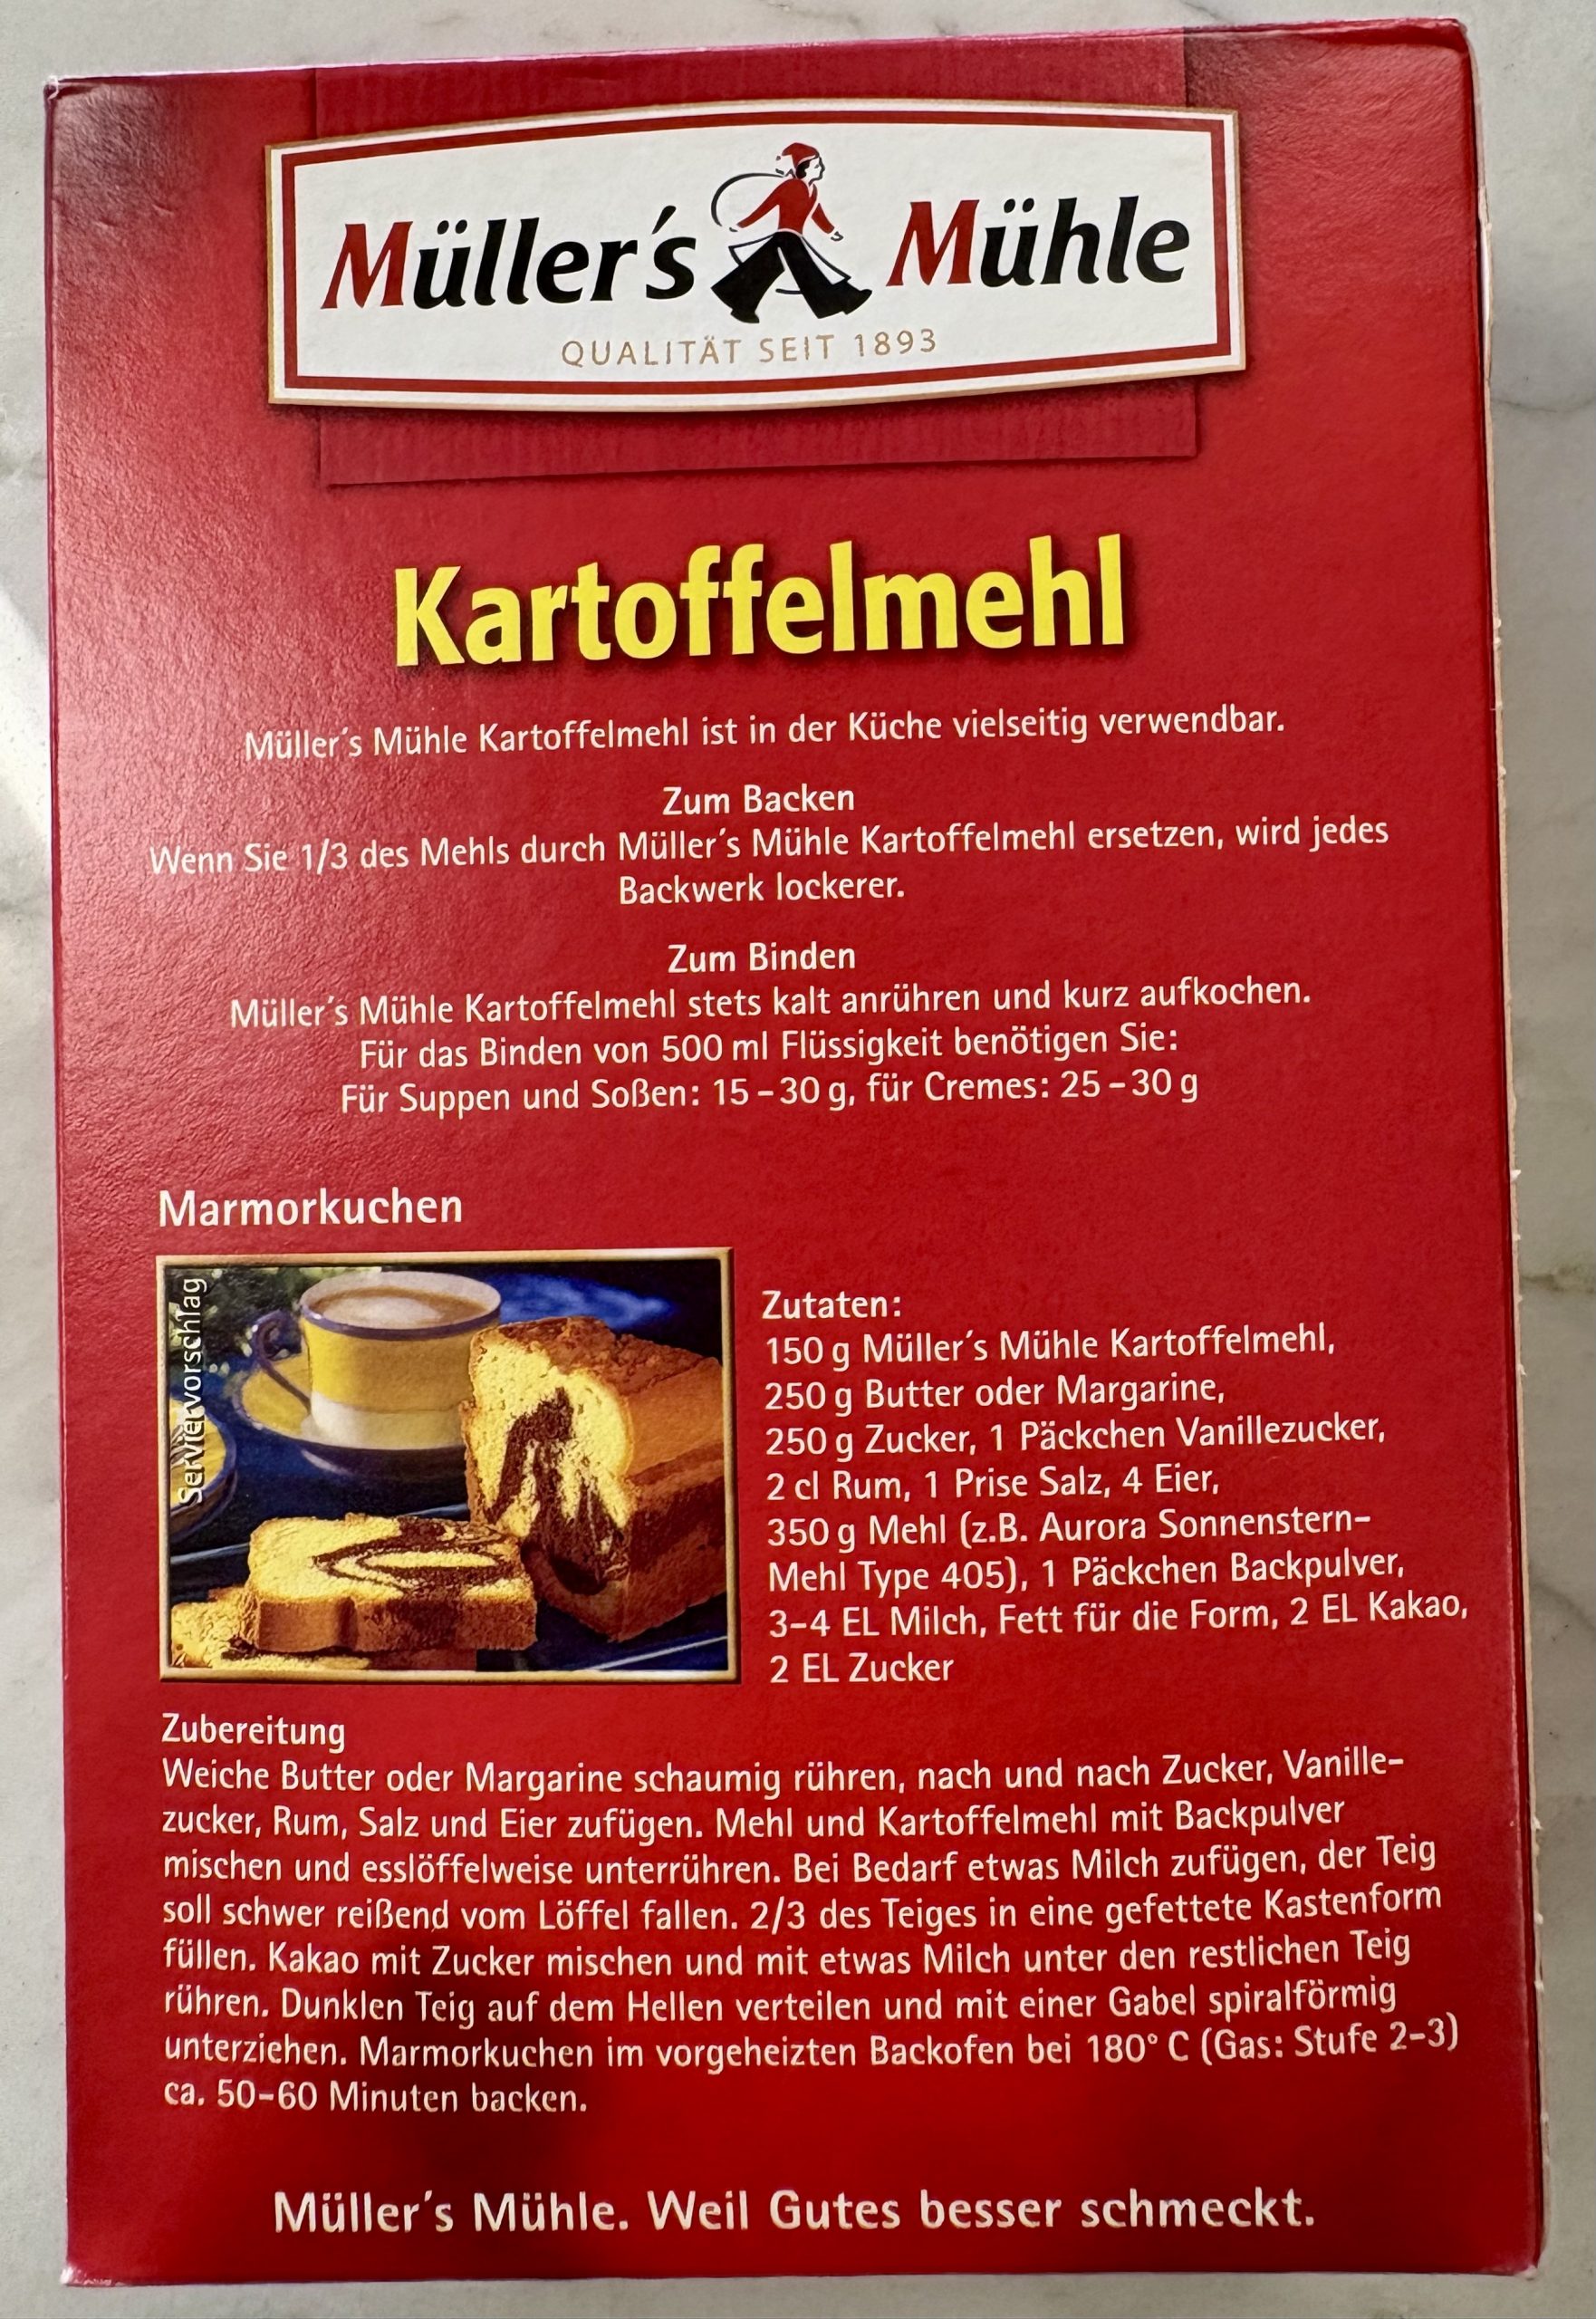 Müller´s Mühle
QUALITÄT SEIT 1893
Kartoffelmehl
Müller´s Mühle Kartoffelmehl ist in der Küche vielseitig verwendbar.
Zum Backen
Wenn Sie 1/3 des Mehls durch Müller´s Mühle Kartoffelmehl ersetzen, wird jedes
Backwerk lockerer.
Zum Binden
Müller´s Mühle Kartoffelmehl stets kalt anrühren und kurz aufkochen.
Für das Binden von 500 ml Flüssigkeit benötigen Sie:
Für Suppen und Soßen: 15–30 g, für Cremes: 25–30 g
Marmorkuchen
Serviervorschlag
Zutaten:
150 g Müller´s Mühle Kartoffelmehl,
250 g Butter oder Margarine,
250 g Zucker, 1 Päckchen Vanillezucker,
2 cl Rum, 1 Prise Salz, 4 Eier,
350 g Mehl (z.B. Aurora Sonnenstern-
Mehl Type 405), 1 Päckchen Backpulver,
3-4 EL Milch, Fett für die Form, 2 EL Kakao,
2 EL Zucker
Zubereitung
Weiche Butter oder Margarine schaumig rühren, nach und nach Zucker, Vanille-
zucker, Rum, Salz und Eier zufügen. Mehl und Kartoffelmehl mit Backpulver
mischen und esslöffelweise unterrühren. Bei Bedarf etwas Milch zufügen, der Teig
soll schwer reißend vom Löffel fallen. 2/3 des Teiges in eine gefettete Kastenform
füllen. Kakao mit Zucker mischen und mit etwas Milch unter den restlichen Teig
rühren. Dunklen Teig auf dem Hellen verteilen und mit einer Gabel spiralförmig
unterziehen. Marmorkuchen im vorgeheizten Backofen bei 180° C (Gas: Stufe 2-3)
ca. 50-60 Minuten backen.
Müller´s Mühle. Weil Gutes besser schmeckt.